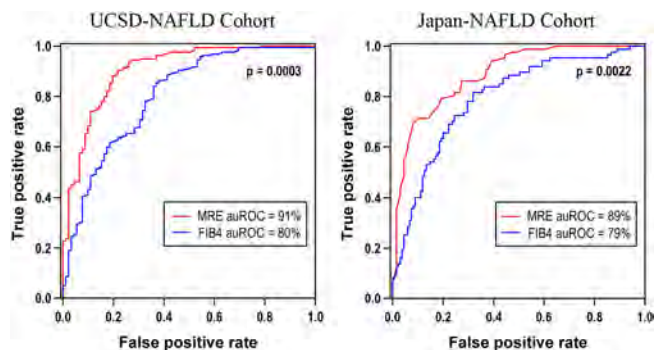 UCSD-NAFLD Cohort
1.0
0.8
0.6
0.4
0.2
0.0
True positive rate
p = 0.0003
MRE auROC = 91%
FIB4 auROC = 80%
0.0 0.2 0.4 0.6 0.8 1.0
False positive rate
Japan-NAFLD Cohort
1.0
0.8
0.6
0.4
0.2
0.0
True positive rate
p = 0.0022
MRE auROC = 89%
FIB4 auROC = 79%
0.0 0.2 0.4 0.6 0.8 1.0
False positive rate